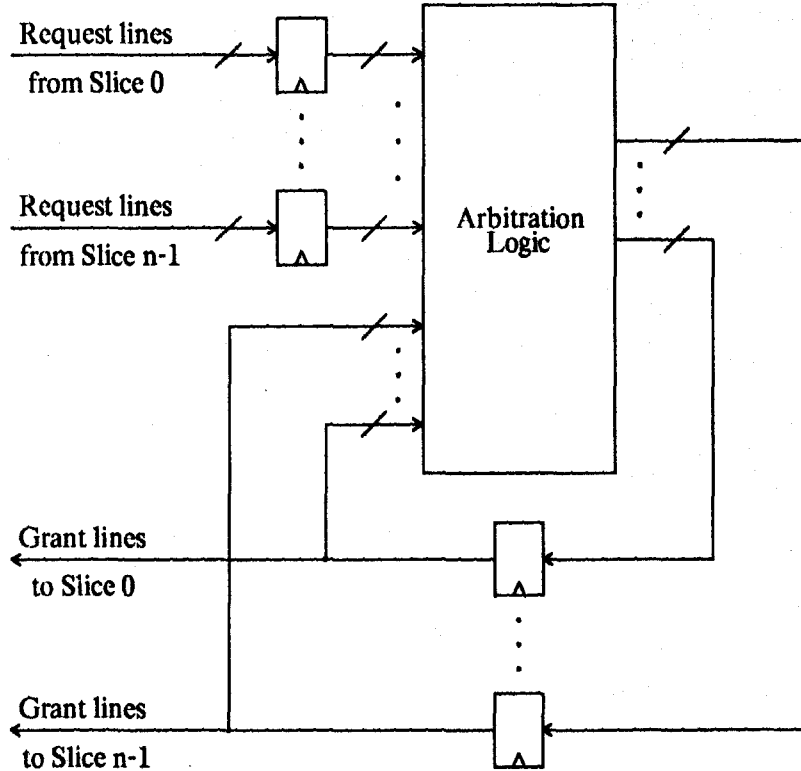 Request lines
from Slice 0
Request lines
from Slice n-1
Arbitration
Logic
Grant lines
to Slice 0
Grant lines
to Slice n-1